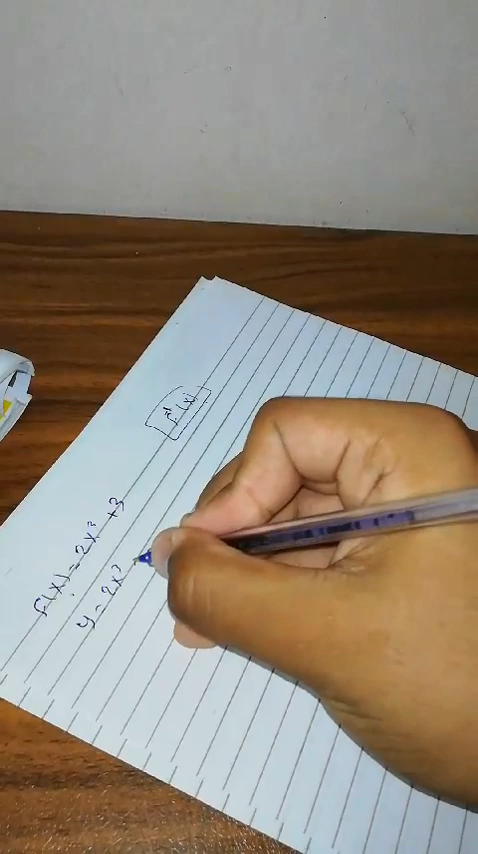 F⁻¹(x)
F(x) = 2x³ + 3
y = 2x³